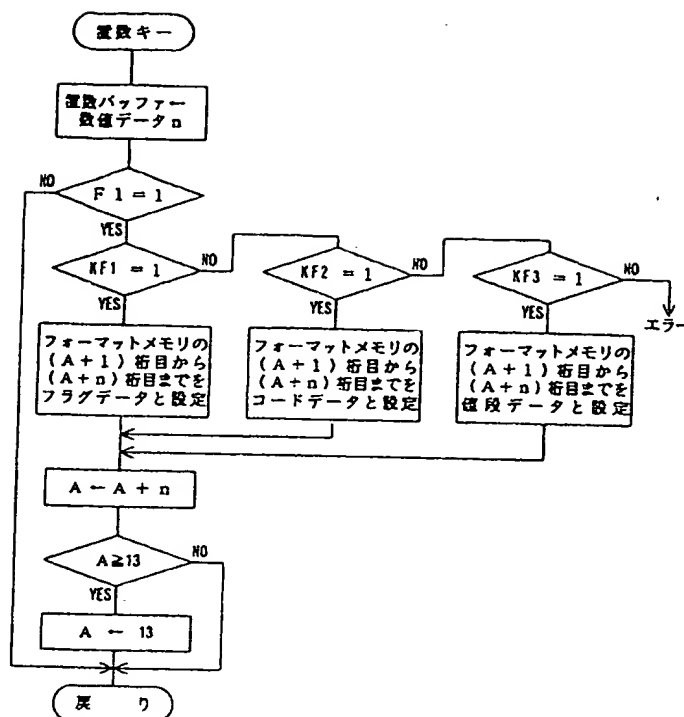 置数キー
置数バッファー
数値データn
NO
F1=1
YES
KF1=1
NO
KF2=1
NO
KF3=1
NO
YES
YES
YES
エラー
フォーマットメモリの
(A+1)桁目から
(A+n)桁目までを
フラグデータと設定
フォーマットメモリの
(A+1)桁目から
(A+n)桁目までを
コードデータと設定
フォーマットメモリの
(A+1)桁目から
(A+n)桁目までを
値段データと設定
A←A+n
A≧13
NO
YES
A ← 13
戻 り